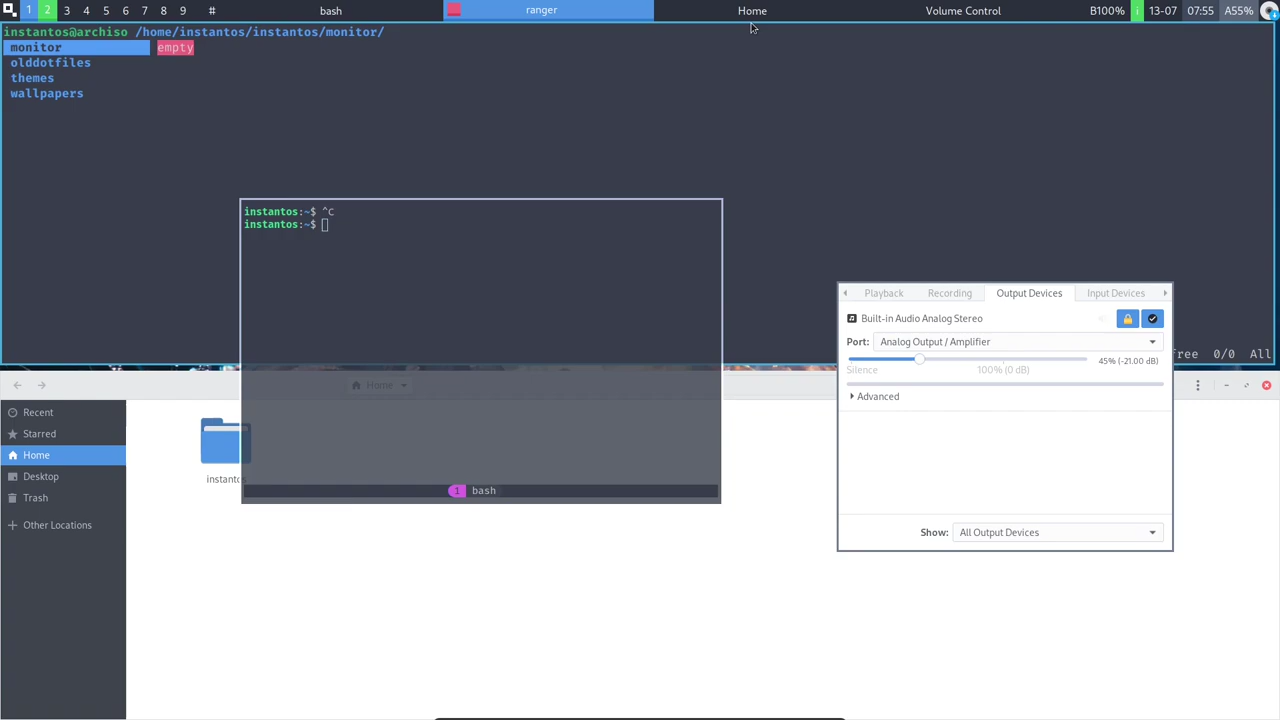 1 2 3 4 5 6 7 8 9 # bash ranger Home Volume Control B100% i 13-07 07:55 A55%
instantos@archiso /home/instantos/instantos/monitor/
monitor empty
olddotfiles
themes
wallpapers
instantos:~$ ^C
instantos:~$
Playback Recording Output Devices Input Devices
Built-in Audio Analog Stereo
Port: Analog Output / Amplifier
45% (-21.00 dB)
Silence 100% (0 dB)
Advanced
Show: All Output Devices
free 0/0 All
Home
Recent
Starred
Home
Desktop
Trash
Other Locations
instantos
1 bash